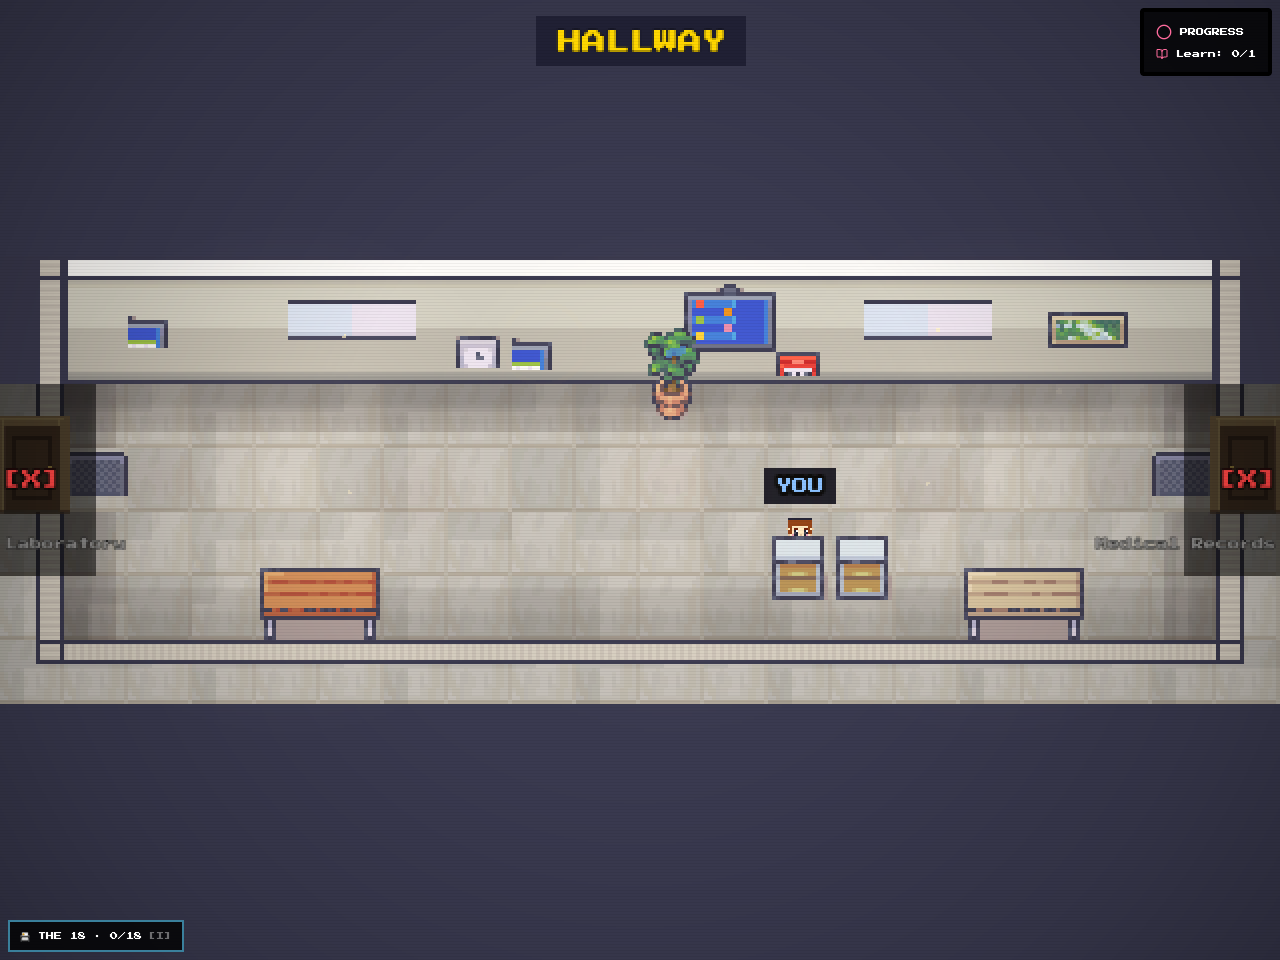 HALLWAY
PROGRESS
Learn: 0/1
[X]
[X]
YOU
Laboratory
Medical Records
THE 18 · 0/18 [I]